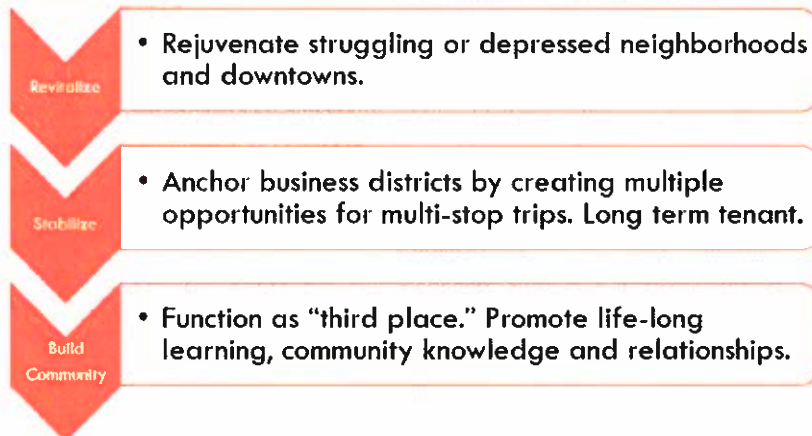 Revitalize
• Rejuvenate struggling or depressed neighborhoods
and downtowns.
Stabilize
• Anchor business districts by creating multiple
opportunities for multi-stop trips. Long term tenant.
Build
Community
• Function as “third place.” Promote life-long
learning, community knowledge and relationships.